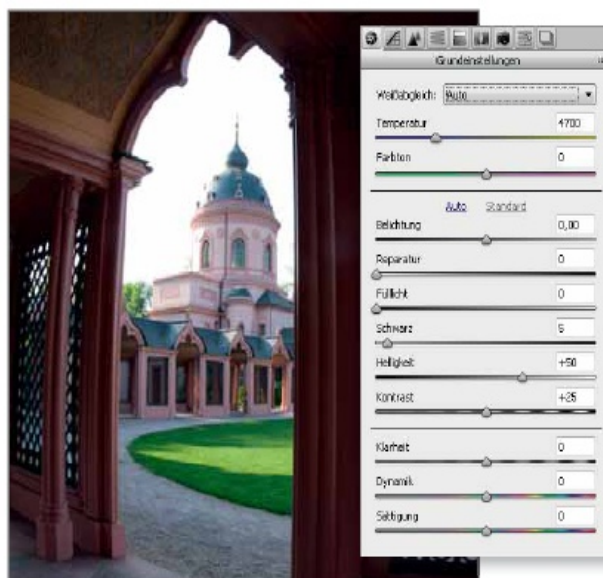 Grundeinstellungen
Weißabgleich: Auto
Temperatur 4700
Farbton 0
Auto Standard
Belichtung 0,00
Reparatur 0
Fülllicht 0
Schwarz 5
Helligkeit +50
Kontrast +25
Klarheit 0
Dynamik 0
Sättigung 0